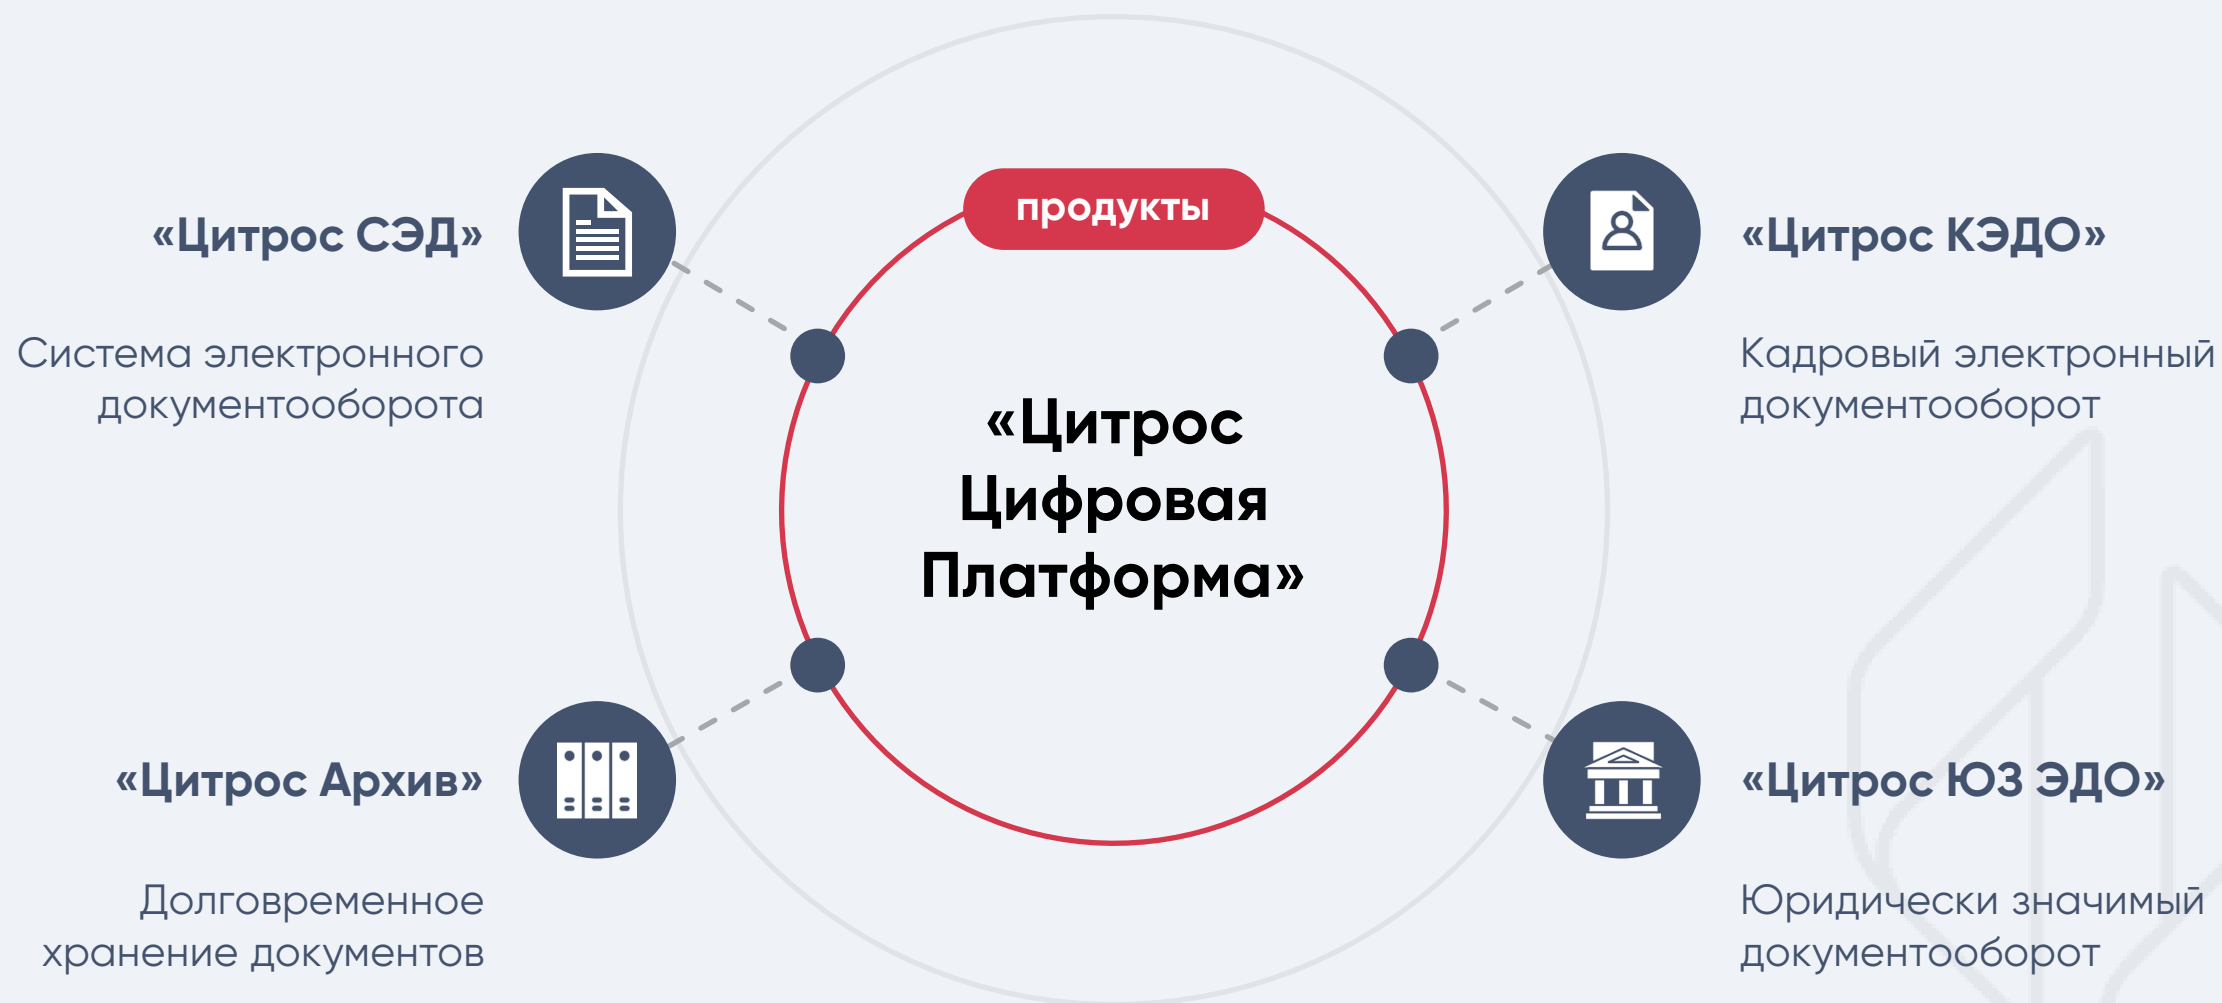 продукты
«Цитрос СЭД»
Система электронного
документооборота
«Цитрос КЭДО»
Кадровый электронный
документооборот
«Цитрос
Цифровая
Платформа»
«Цитрос Архив»
Долговременное
хранение документов
«Цитрос ЮЗ ЭДО»
Юридически значимый
документооборот